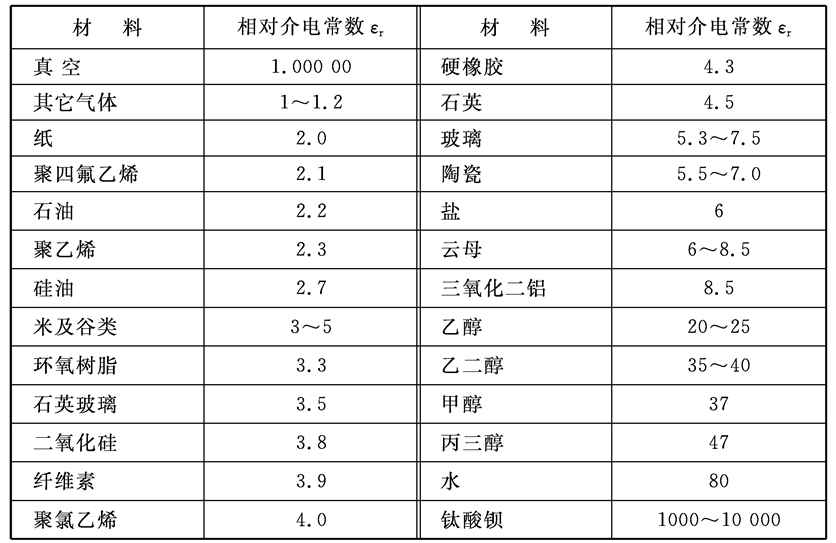 材 料 相对介电常数 εr 材 料 相对介电常数 εr
真 空 1.000 00 硬橡胶 4.3
其它气体 1～1.2 石英 4.5
纸 2.0 玻璃 5.3～7.5
聚四氟乙烯 2.1 陶瓷 5.5～7.0
石油 2.2 盐 6
聚乙烯 2.3 云母 6～8.5
硅油 2.7 三氧化二铝 8.5
米及谷类 3～5 乙醇 20～25
环氧树脂 3.3 乙二醇 35～40
石英玻璃 3.5 甲醇 37
二氧化硅 3.8 丙三醇 47
纤维素 3.9 水 80
聚氯乙烯 4.0 钛酸钡 1000～10 000